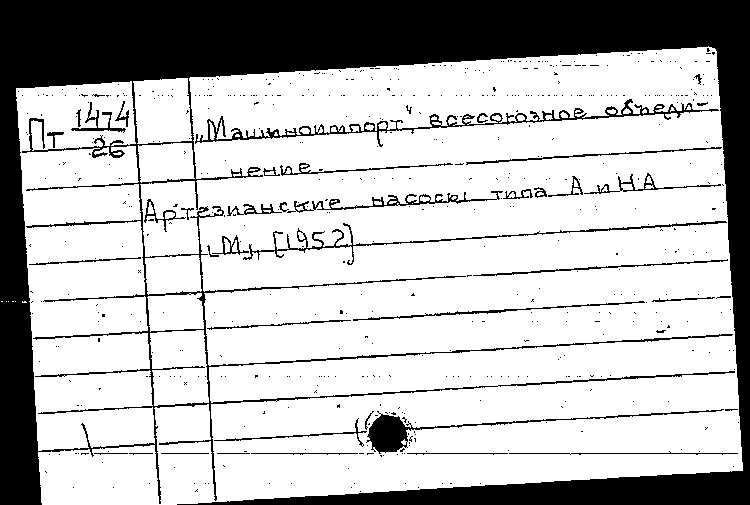 Пт 1474/26
„Машиноимпорт", всесоюзное объеди-
нение.
Артезианские насосы типа А и НА
[М], [1952]